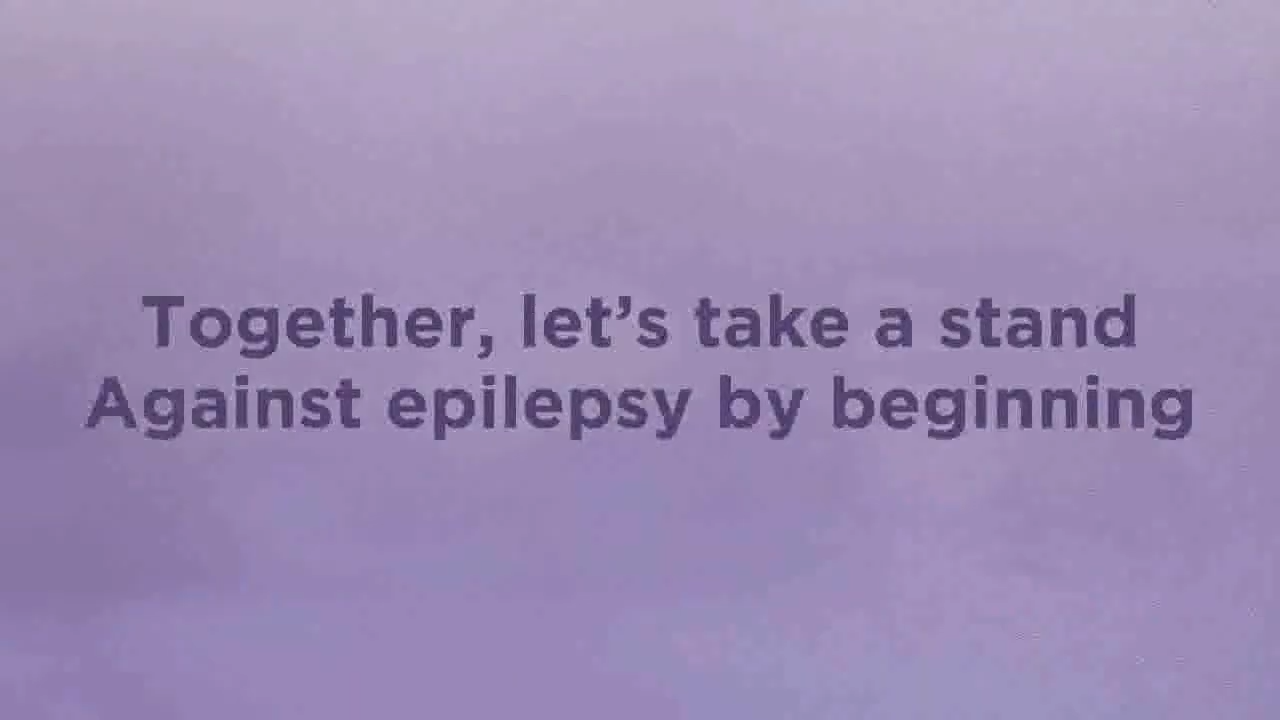 Together, let’s take a stand
Against epilepsy by beginning